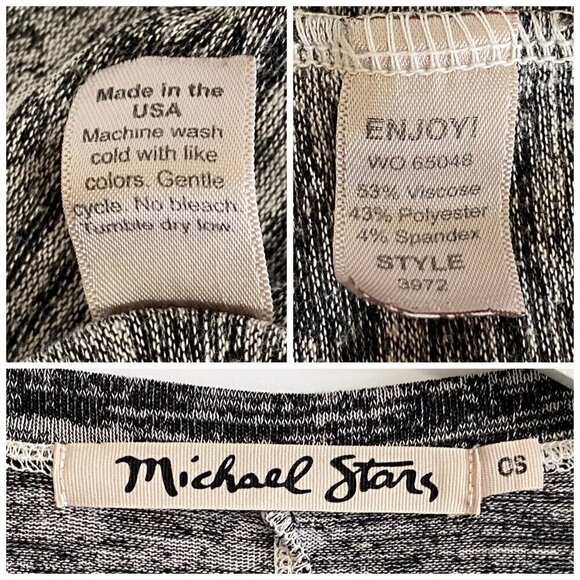 Made in the
USA
Machine wash
cold with like
colors. Gentle
cycle. No bleach.
Tumble dry low.
ENJOY!
WO 65048
53% Viscose
43% Polyester
4% Spandex
STYLE
3972
Michael Stars
OS